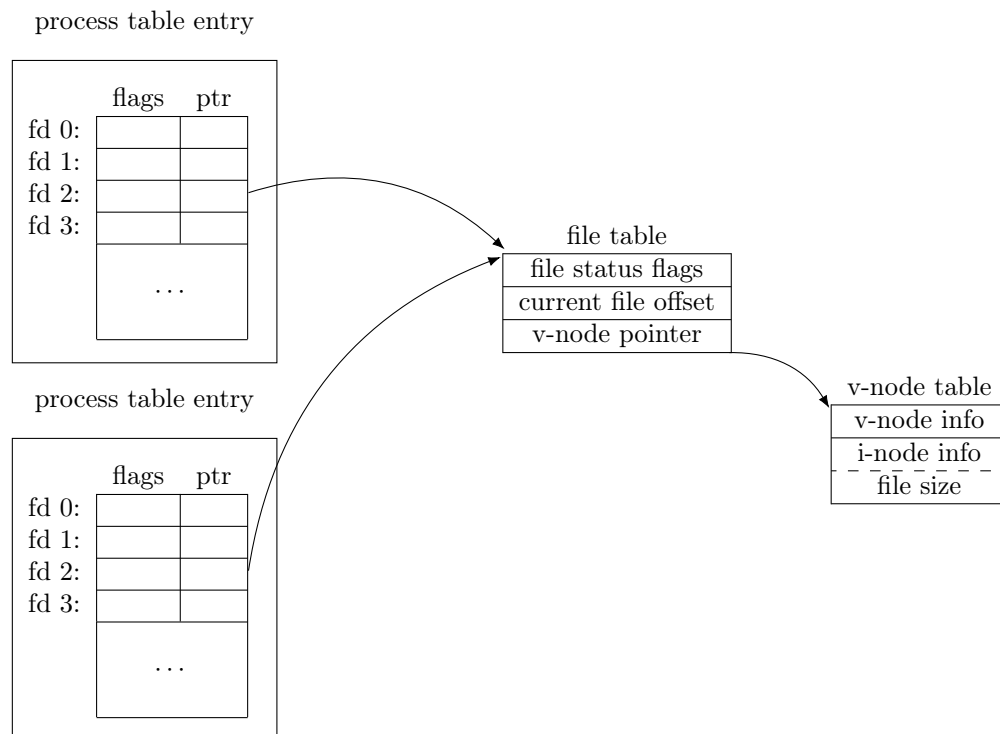 process table entry
flags ptr
fd 0:
fd 1:
fd 2:
fd 3:
...
process table entry
flags ptr
fd 0:
fd 1:
fd 2:
fd 3:
...
file table
file status flags
current file offset
v-node pointer
v-node table
v-node info
i-node info
file size